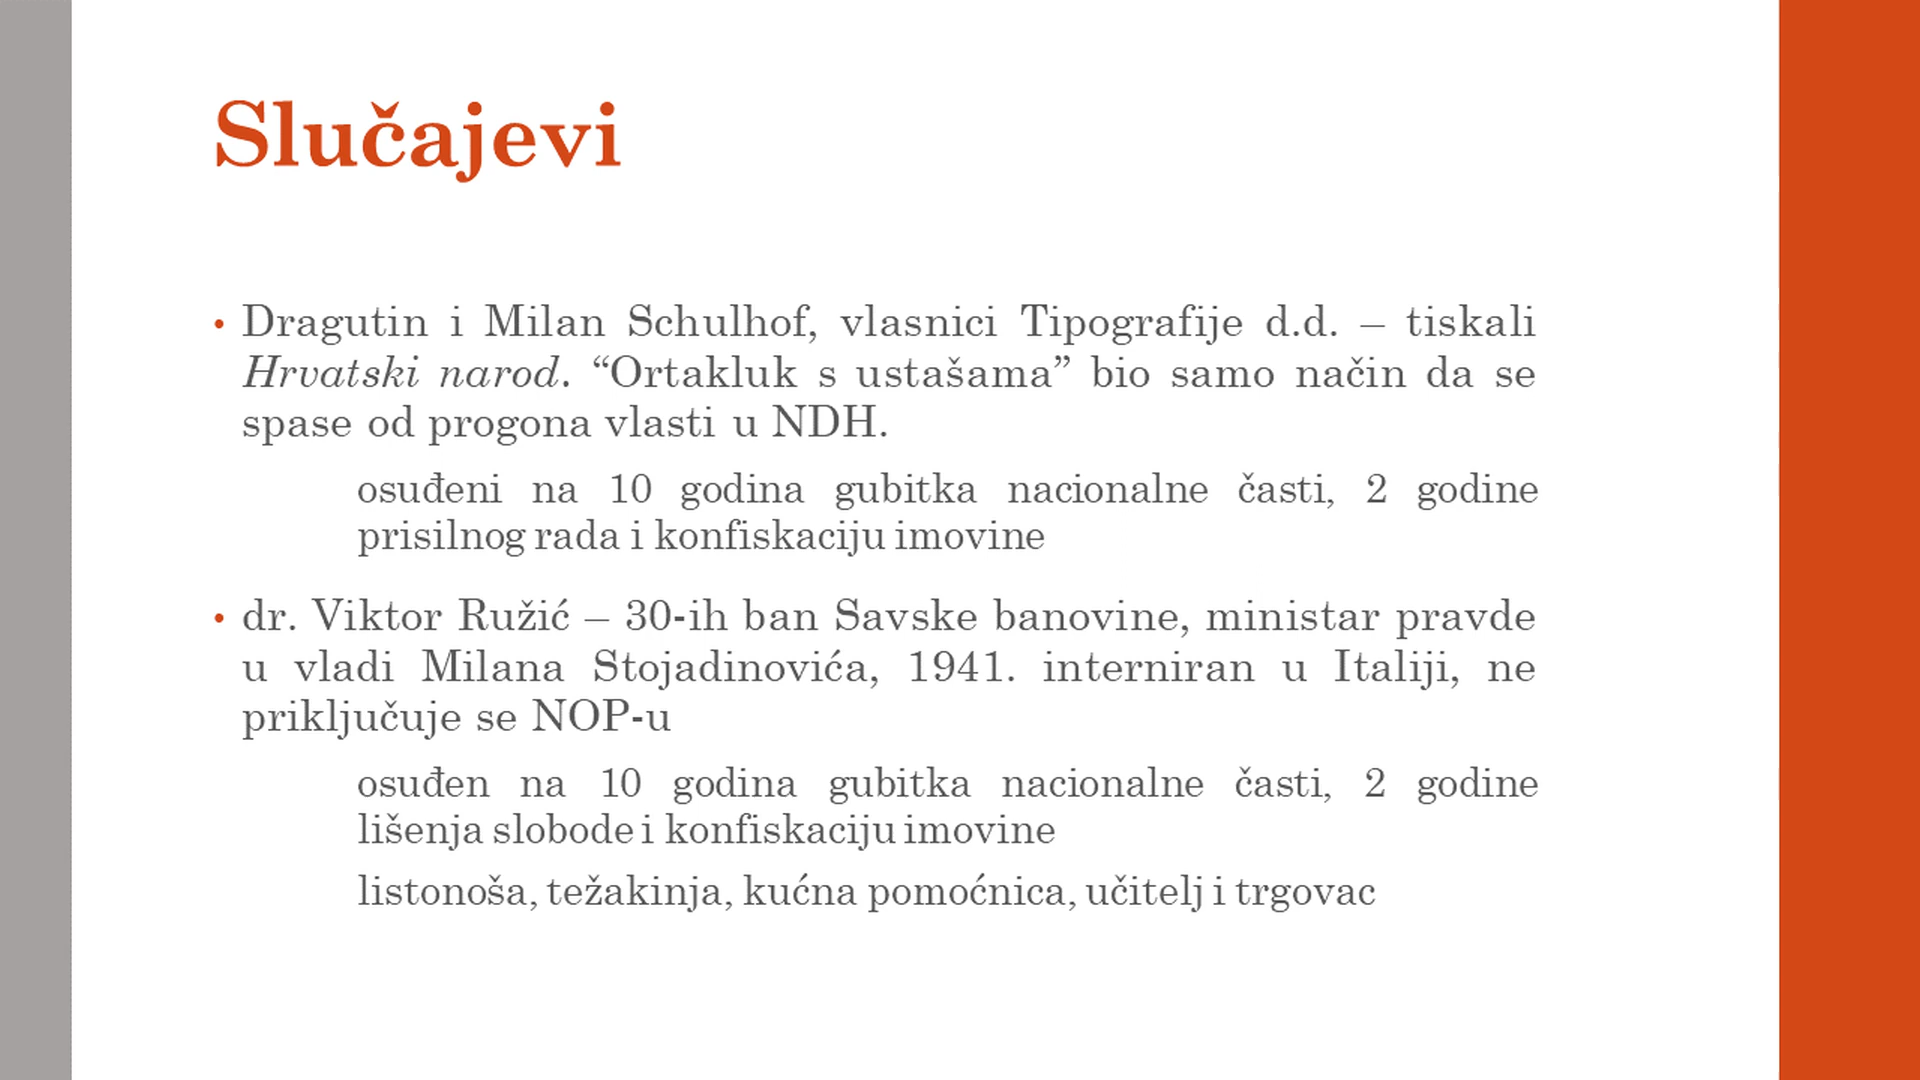 Slučajevi
• Dragutin i Milan Schulhof, vlasnici Tipografije d.d. – tiskali
Hrvatski narod. “Ortakluk s ustašama” bio samo način da se
spase od progona vlasti u NDH.
osuđeni na 10 godina gubitka nacionalne časti, 2 godine
prisilnog rada i konfiskaciju imovine
• dr. Viktor Ružić – 30-ih ban Savske banovine, ministar pravde
u vladi Milana Stojadinovića, 1941. interniran u Italiji, ne
priključuje se NOP-u
osuđen na 10 godina gubitka nacionalne časti, 2 godine
lišenja slobode i konfiskaciju imovine
listonoša, težakinja, kućna pomoćnica, učitelj i trgovac